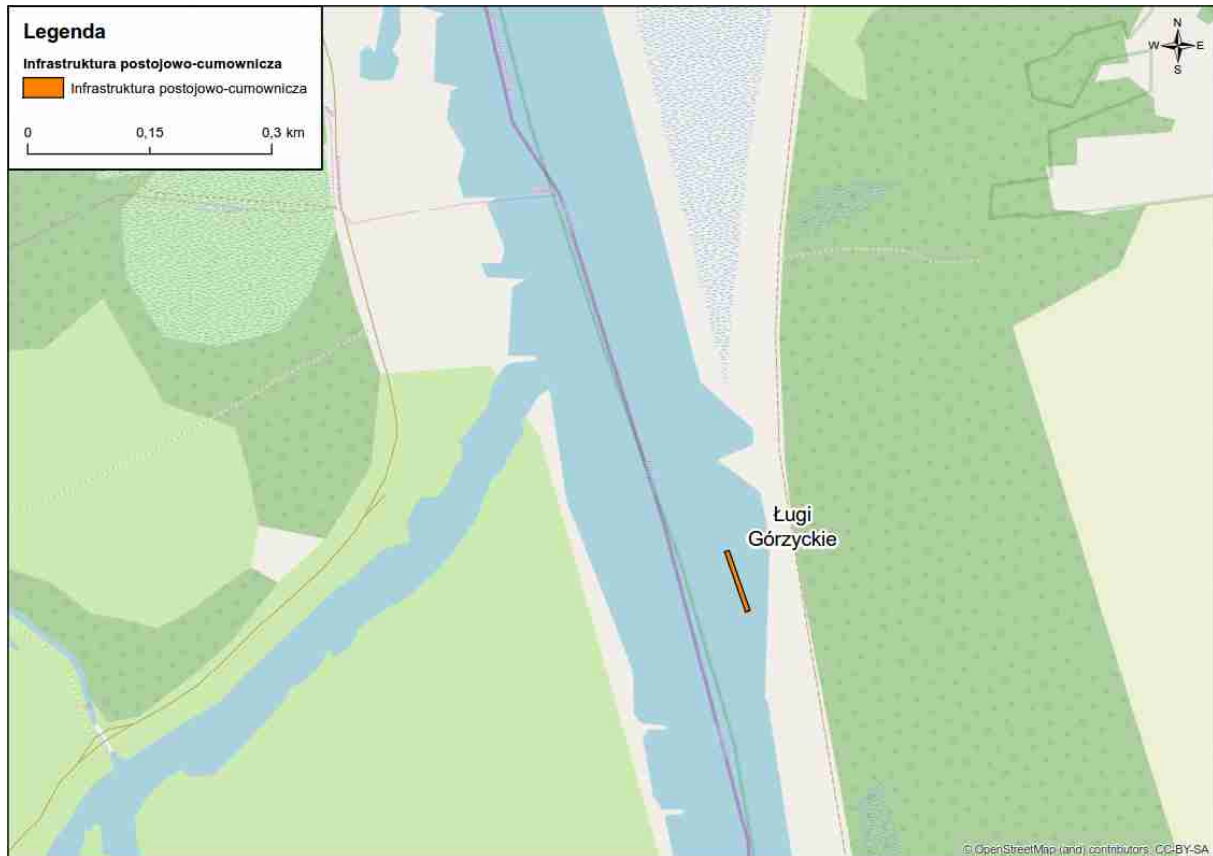 Legenda
Infrastruktura postojowo-cumownicza
Infrastruktura postojowo-cumownicza
0 0,15 0,3 km
N
W E
S
Ługi
Górzyckie
© OpenStreetMap (and) contributors, CC-BY-SA